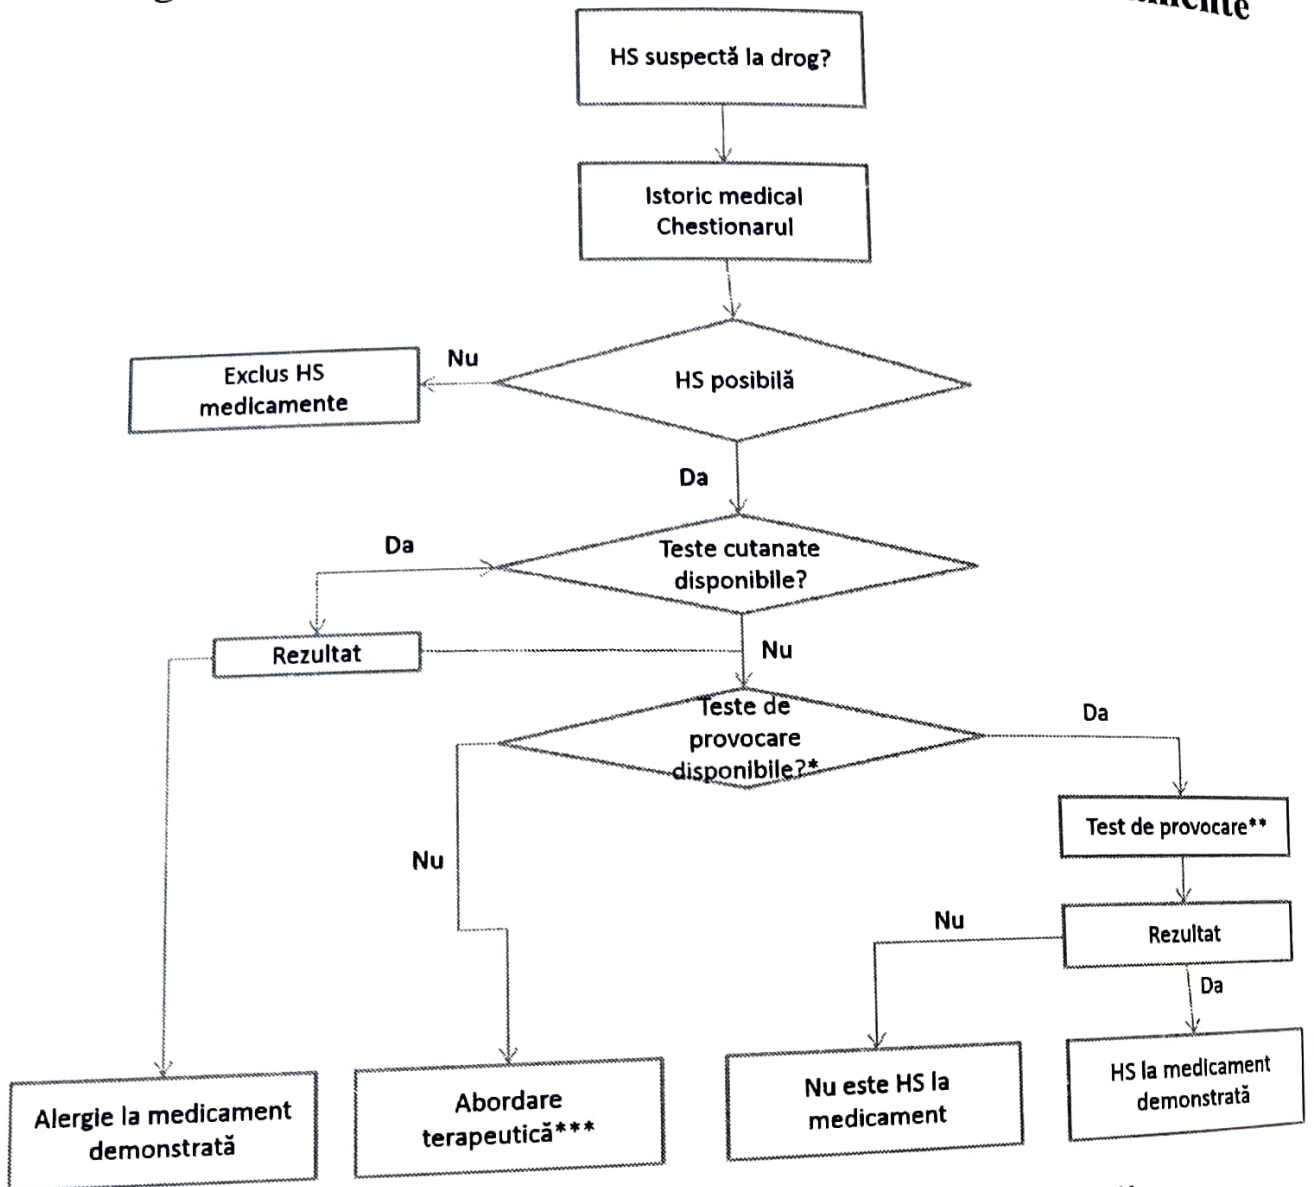 HS suspectă la drog?
Istoric medical
Chestionarul
Nu
Exclus HS
medicamente
HS posibilă
Da
Da
Teste cutanate
disponibile?
Rezultat
Nu
Teste de
provocare
disponibile?*
Da
Test de provocare**
Nu
Nu
Rezultat
Da
Alergie la medicament
demonstrată
Abordare
terapeutică***
Nu este HS la
medicament
HS la medicament
demonstrată